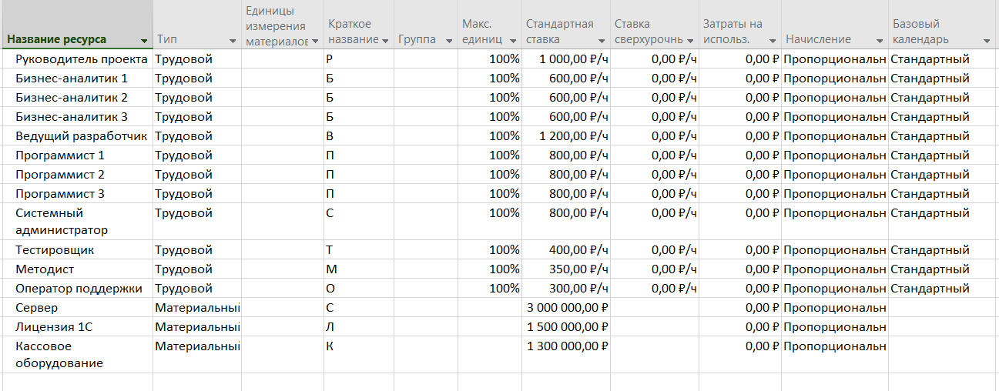 Название ресурса Тип Единицы измерения материалов Краткое название Группа Макс. единиц Стандартная ставка Ставка сверхурочнь Затраты на использ. Начисление Базовый календарь
Руководитель проекта Трудовой Р 100% 1 000,00 ₽/ч 0,00 ₽/ч 0,00 ₽ Пропорциональн Стандартный
Бизнес-аналитик 1 Трудовой Б 100% 600,00 ₽/ч 0,00 ₽/ч 0,00 ₽ Пропорциональн Стандартный
Бизнес-аналитик 2 Трудовой Б 100% 600,00 ₽/ч 0,00 ₽/ч 0,00 ₽ Пропорциональн Стандартный
Бизнес-аналитик 3 Трудовой Б 100% 600,00 ₽/ч 0,00 ₽/ч 0,00 ₽ Пропорциональн Стандартный
Ведущий разработчик Трудовой В 100% 1 200,00 ₽/ч 0,00 ₽/ч 0,00 ₽ Пропорциональн Стандартный
Программист 1 Трудовой П 100% 800,00 ₽/ч 0,00 ₽/ч 0,00 ₽ Пропорциональн Стандартный
Программист 2 Трудовой П 100% 800,00 ₽/ч 0,00 ₽/ч 0,00 ₽ Пропорциональн Стандартный
Программист 3 Трудовой П 100% 800,00 ₽/ч 0,00 ₽/ч 0,00 ₽ Пропорциональн Стандартный
Системный Трудовой С 100% 800,00 ₽/ч 0,00 ₽/ч 0,00 ₽ Пропорциональн Стандартный
администратор
Тестировщик Трудовой Т 100% 400,00 ₽/ч 0,00 ₽/ч 0,00 ₽ Пропорциональн Стандартный
Методист Трудовой М 100% 350,00 ₽/ч 0,00 ₽/ч 0,00 ₽ Пропорциональн Стандартный
Оператор поддержки Трудовой О 100% 300,00 ₽/ч 0,00 ₽/ч 0,00 ₽ Пропорциональн Стандартный
Сервер Материальный С 3 000 000,00 ₽ 0,00 ₽ Пропорциональн
Лицензия 1С Материальный Л 1 500 000,00 ₽ 0,00 ₽ Пропорциональн
Кассовое Материальный К 1 300 000,00 ₽ 0,00 ₽ Пропорциональн
оборудование